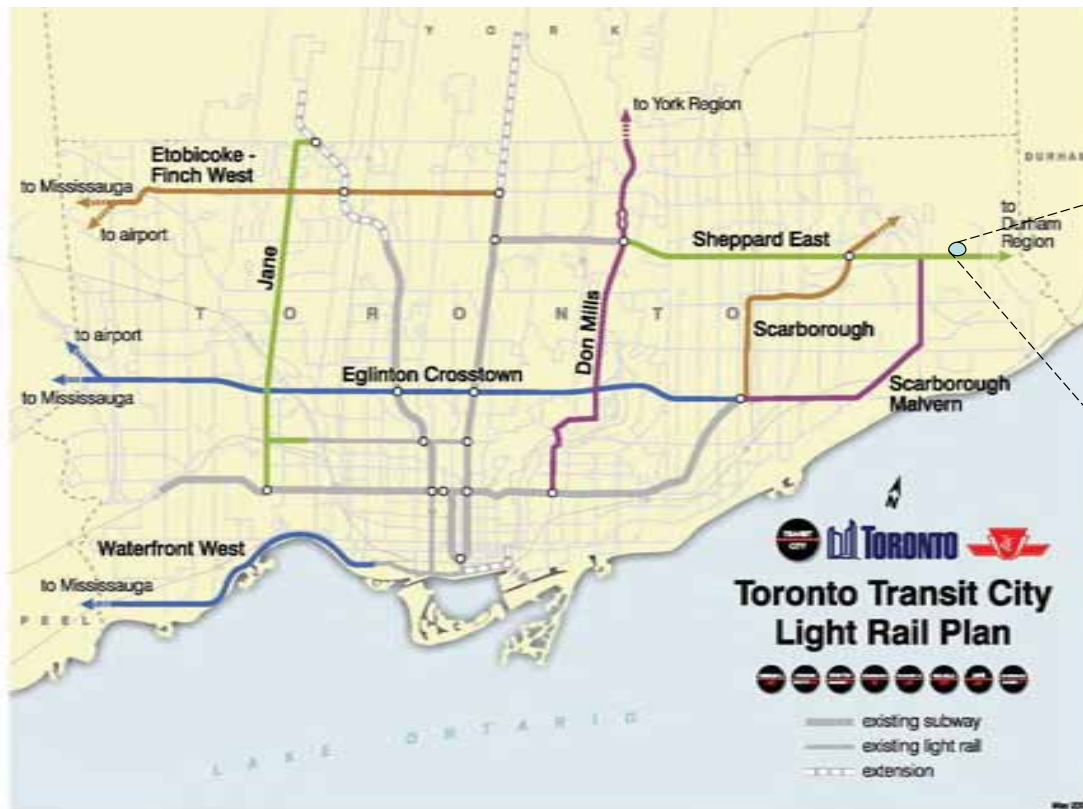 YORK
to York Region
Etobicoke -
Finch West
DURHAM
to Mississauga
to airport
Jane
Sheppard East
to
Durham
Region
TORONTO
Don Mills
Scarborough
to airport
Eglinton Crosstown
to Mississauga
Scarborough
Malvern
N
Waterfront West
to Mississauga
PEEL
TRANSIT
CITY
TORONTO
Toronto Transit City
Light Rail Plan
existing subway
existing light rail
extension
LAKE ONTARIO